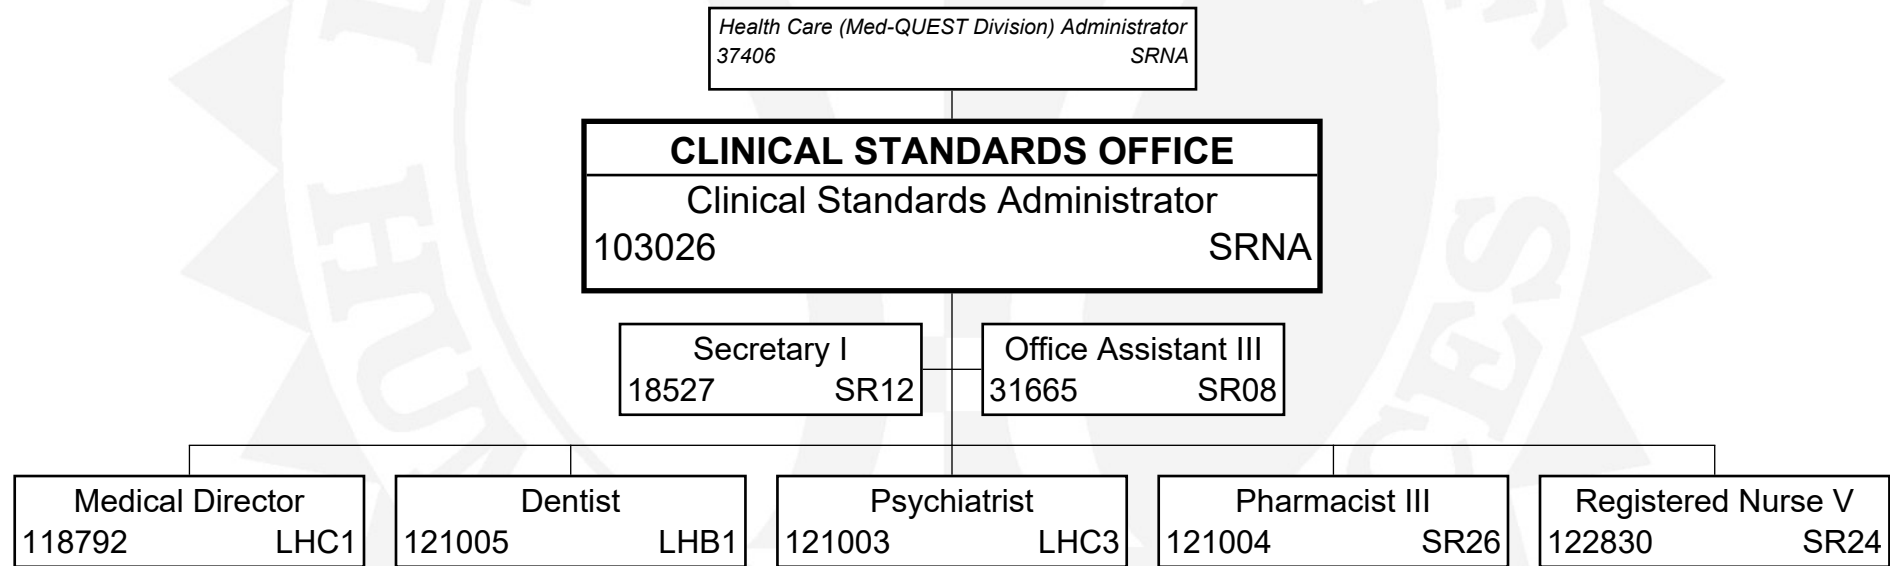 Health Care (Med-QUEST Division) Administrator
37406 SRNA
CLINICAL STANDARDS OFFICE
Clinical Standards Administrator
103026 SRNA
Secretary I
18527 SR12
Office Assistant III
31665 SR08
Medical Director
118792 LHC1
Dentist
121005 LHB1
Psychiatrist
121003 LHC3
Pharmacist III
121004 SR26
Registered Nurse V
122830 SR24